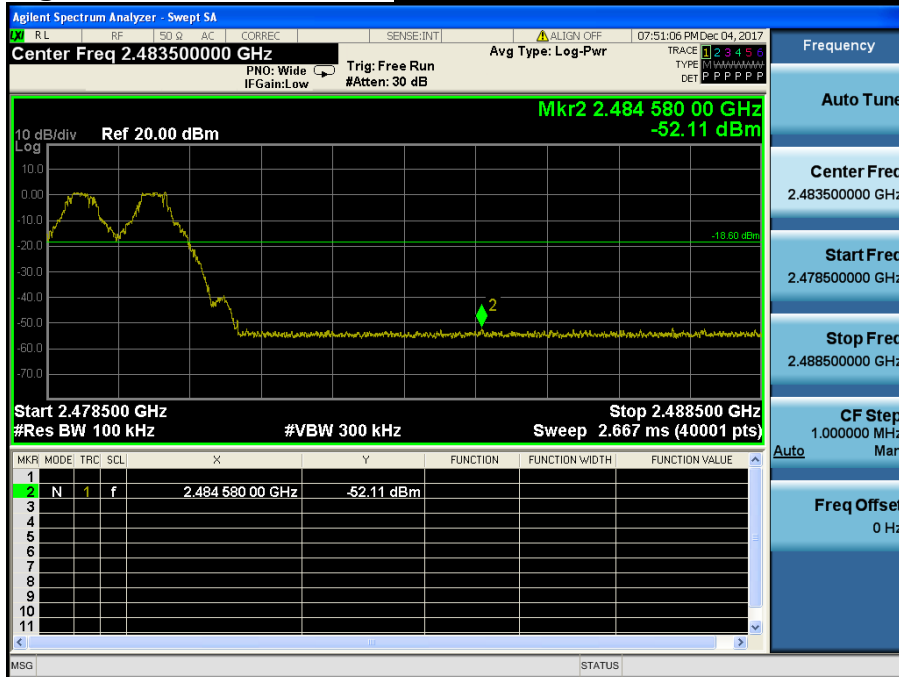 Agilent Spectrum Analyzer - Swept SA
LXI RL RF 50 Ω AC CORREC SENSE:INT ALIGN OFF 07:51:06 PM Dec 04, 2017
Center Freq 2.483500000 GHz
PNO: Wide
IFGain:Low
Trig: Free Run
#Atten: 30 dB
Avg Type: Log-Pwr
TRACE 1 2 3 4 5 6
TYPE M WWWWW
DET P P P P P P
Mkr2 2.484 580 00 GHz
-52.11 dBm
10 dB/div Ref 20.00 dBm
Log
10.0
0.00
-10.0
-18.60 dBm
-20.0
-30.0
-40.0
2
-50.0
-60.0
-70.0
Start 2.478500 GHz Stop 2.488500 GHz
#Res BW 100 kHz #VBW 300 kHz Sweep 2.667 ms (40001 pts)
MKR MODE TRC SCL X Y FUNCTION FUNCTION WIDTH FUNCTION VALUE
1
2 N 1 f 2.484 580 00 GHz -52.11 dBm
3
4
5
6
7
8
9
10
11
MSG STATUS
Frequency
Auto Tune
Center Freq
2.483500000 GHz
Start Freq
2.478500000 GHz
Stop Freq
2.488500000 GHz
CF Step
1.000000 MHz
Auto Man
Freq Offset
0 Hz